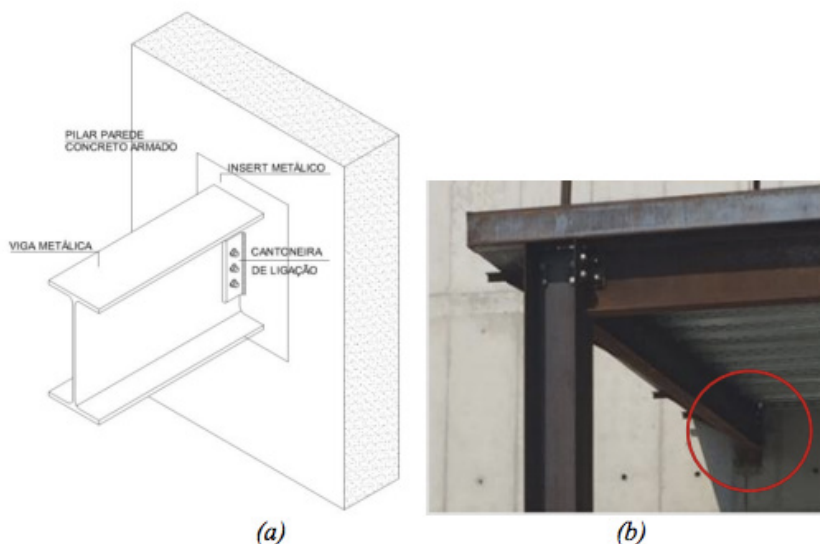 PILAR PAREDE
CONCRETO ARMADO
INSERT METÁLICO
VIGA METÁLICA
CANTONEIRA
DE LIGAÇÃO
(a)
(b)